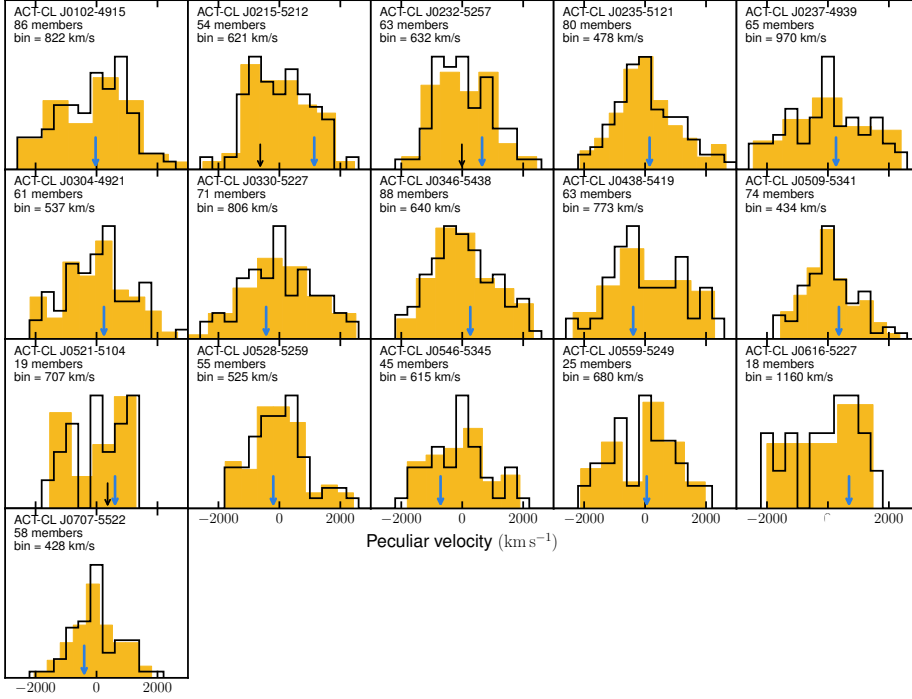 ACT-CL J0102-4915
86 members
bin = 822 km/s
ACT-CL J0215-5212
54 members
bin = 621 km/s
ACT-CL J0232-5257
63 members
bin = 632 km/s
ACT-CL J0235-5121
80 members
bin = 478 km/s
ACT-CL J0237-4939
65 members
bin = 970 km/s
ACT-CL J0304-4921
61 members
bin = 537 km/s
ACT-CL J0330-5227
71 members
bin = 806 km/s
ACT-CL J0346-5438
88 members
bin = 640 km/s
ACT-CL J0438-5419
63 members
bin = 773 km/s
ACT-CL J0509-5341
74 members
bin = 434 km/s
ACT-CL J0521-5104
19 members
bin = 707 km/s
ACT-CL J0528-5259
55 members
bin = 525 km/s
ACT-CL J0546-5345
45 members
bin = 615 km/s
ACT-CL J0559-5249
25 members
bin = 680 km/s
ACT-CL J0616-5227
18 members
bin = 1160 km/s
−2000 0 2000
−2000 0 2000
−2000 0 2000
−2000 2000
Peculiar velocity (km s⁻¹)
ACT-CL J0707-5522
58 members
bin = 428 km/s
−2000 0 2000